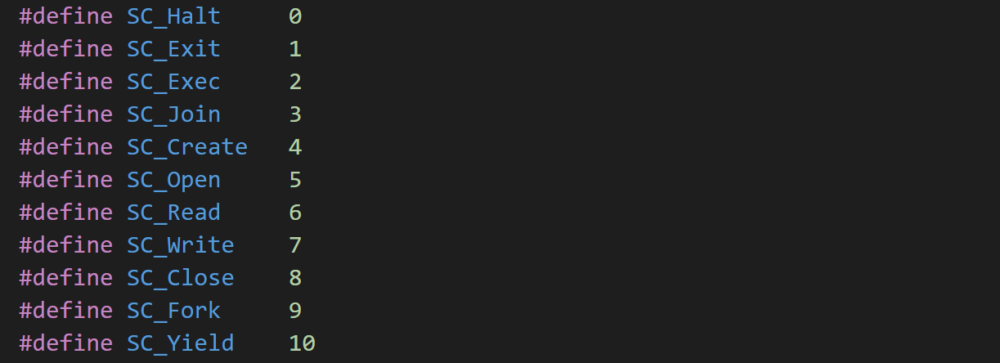 #define SC_Halt     0
#define SC_Exit     1
#define SC_Exec     2
#define SC_Join     3
#define SC_Create   4
#define SC_Open     5
#define SC_Read     6
#define SC_Write    7
#define SC_Close    8
#define SC_Fork     9
#define SC_Yield    10